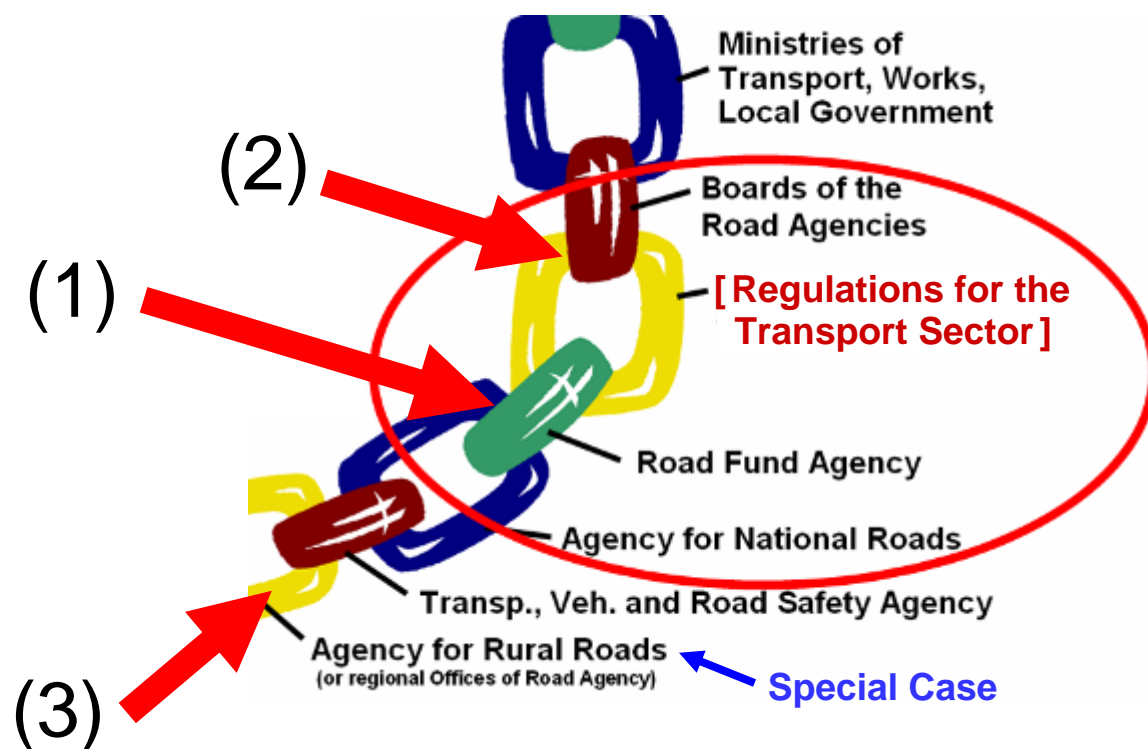 Ministries of
Transport, Works,
Local Government
(2)
Boards of the
Road Agencies
(1)
[ Regulations for the
Transport Sector ]
Road Fund Agency
Agency for National Roads
Transp., Veh. and Road Safety Agency
Agency for Rural Roads
(or regional Offices of Road Agency)
Special Case
(3)